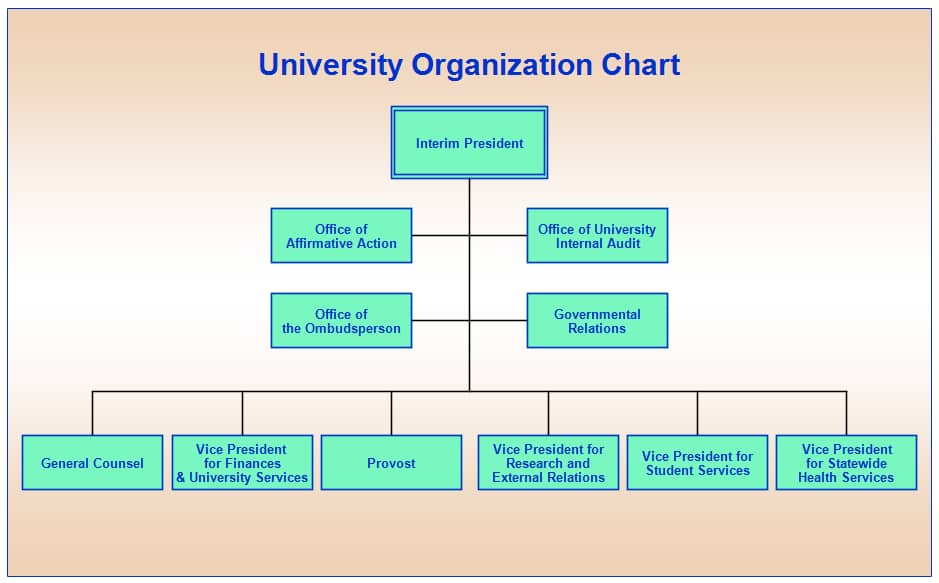 University Organization Chart
Interim President
Office of
Affirmative Action
Office of University
Internal Audit
Office of
the Ombudsperson
Governmental
Relations
General Counsel
Vice President
for Finances
& University Services
Provost
Vice President for
Research and
External Relations
Vice President for
Student Services
Vice President
for Statewide
Health Services